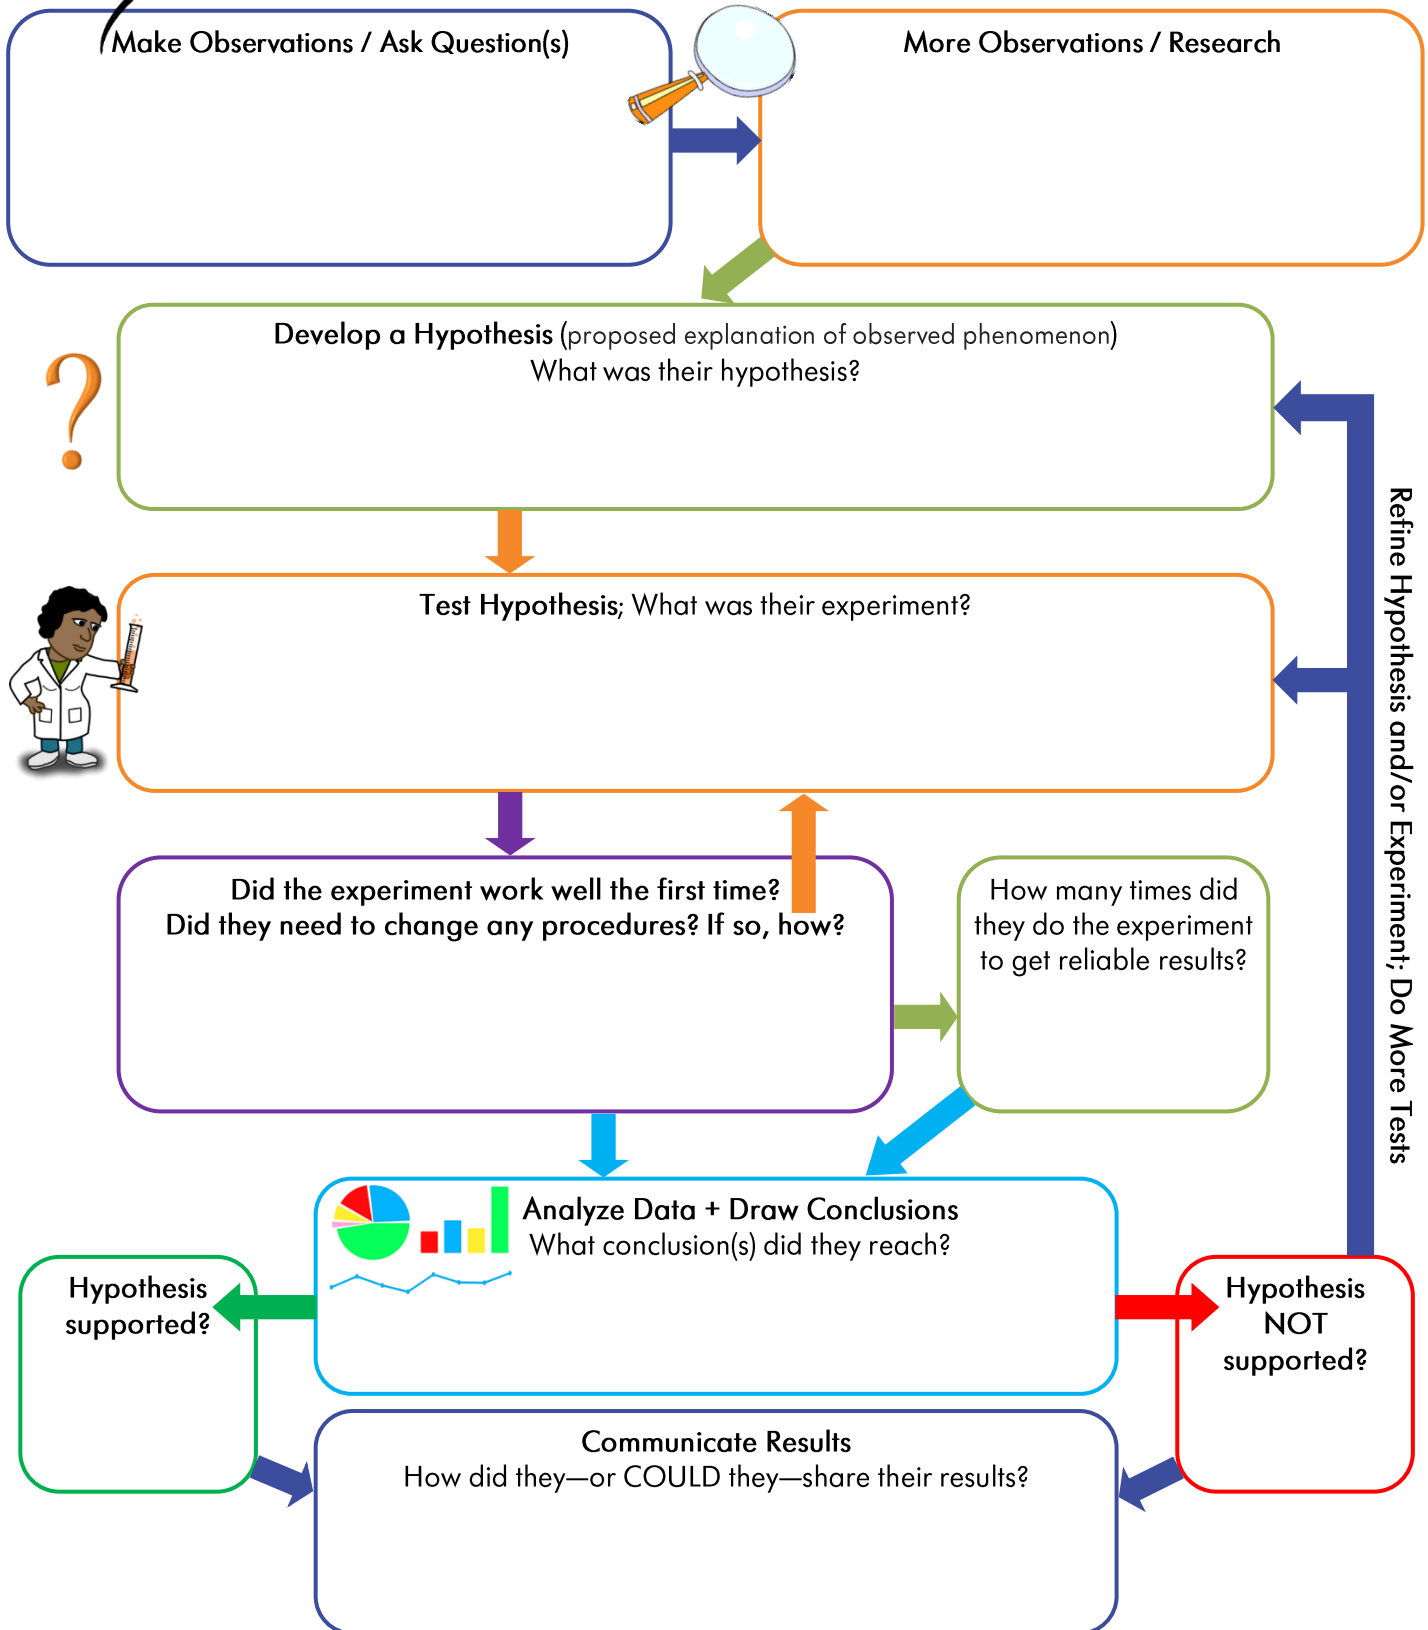 Make Observations / Ask Question(s)
More Observations / Research
Develop a Hypothesis (proposed explanation of observed phenomenon)
What was their hypothesis?
Test Hypothesis; What was their experiment?
Refine Hypothesis and/or Experiment; Do More Tests
Did the experiment work well the first time?
Did they need to change any procedures? If so, how?
How many times did
they do the experiment
to get reliable results?
Analyze Data + Draw Conclusions
What conclusion(s) did they reach?
Hypothesis
supported?
Hypothesis
NOT
supported?
Communicate Results
How did they—or COULD they—share their results?